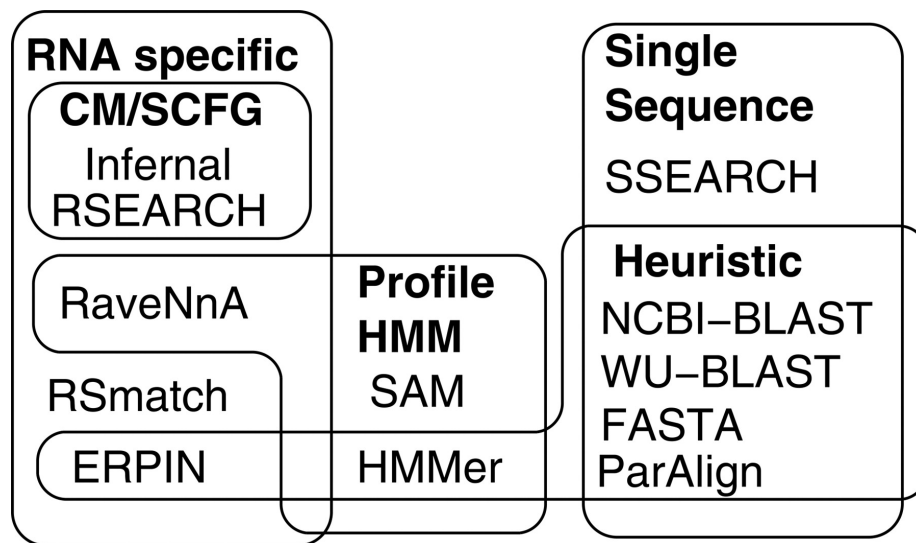 RNA specific
CM/SCFG
Infernal
RSEARCH
RaveNnA
RSmatch
ERPIN
Profile
HMM
SAM
HMMer
Single
Sequence
SSEARCH
Heuristic
NCBI−BLAST
WU−BLAST
FASTA
ParAlign